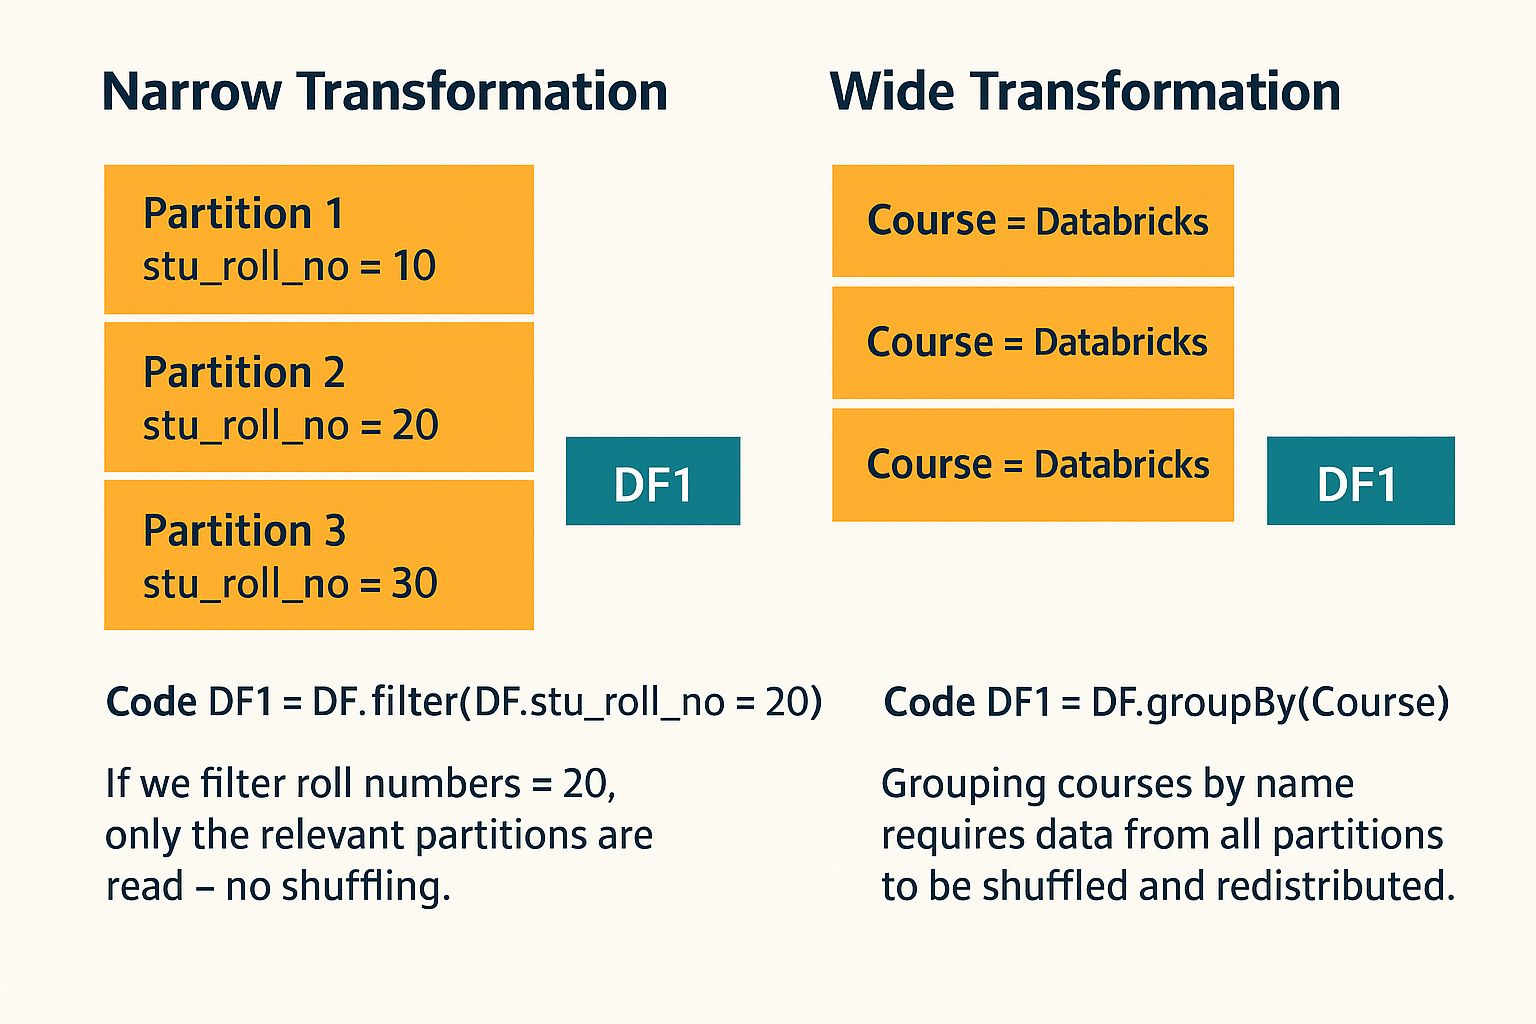 Narrow Transformation
Partition 1
stu_roll_no = 10
Partition 2
stu_roll_no = 20
Partition 3
stu_roll_no = 30
DF1
Code DF1 = DF.filter(DF.stu_roll_no = 20)
If we filter roll numbers = 20,
only the relevant partitions are
read – no shuffling.
Wide Transformation
Course = Databricks
Course = Databricks
Course = Databricks
DF1
Code DF1 = DF.groupBy(Course)
Grouping courses by name
requires data from all partitions
to be shuffled and redistributed.